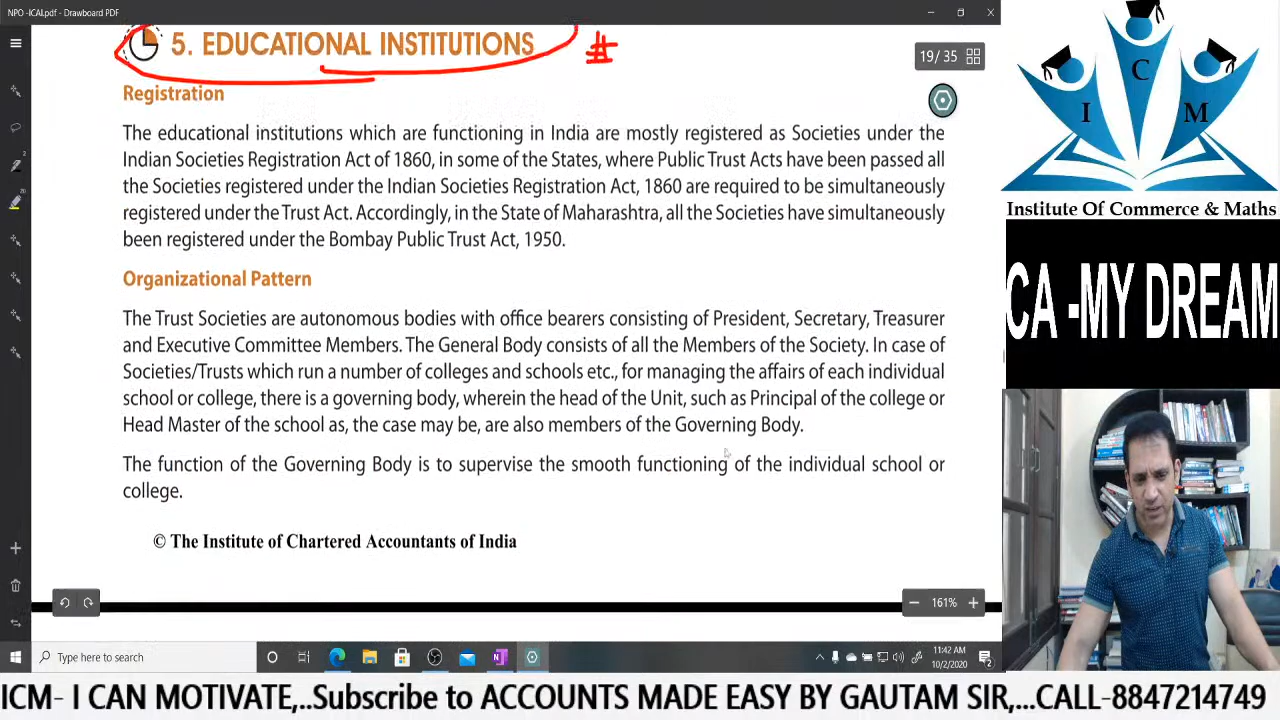 NPO -ICAI.pdf - Drawboard PDF
5. EDUCATIONAL INSTITUTIONS #
19 / 35
Registration
The educational institutions which are functioning in India are mostly registered as Societies under the
Indian Societies Registration Act of 1860, in some of the States, where Public Trust Acts have been passed all
the Societies registered under the Indian Societies Registration Act, 1860 are required to be simultaneously
registered under the Trust Act. Accordingly, in the State of Maharashtra, all the Societies have simultaneously
been registered under the Bombay Public Trust Act, 1950.
Organizational Pattern
The Trust Societies are autonomous bodies with office bearers consisting of President, Secretary, Treasurer
and Executive Committee Members. The General Body consists of all the Members of the Society. In case of
Societies/Trusts which run a number of colleges and schools etc., for managing the affairs of each individual
school or college, there is a governing body, wherein the head of the Unit, such as Principal of the college or
Head Master of the school as, the case may be, are also members of the Governing Body.
The function of the Governing Body is to supervise the smooth functioning of the individual school or
college.
© The Institute of Chartered Accountants of India
161%
I C M
Institute Of Commerce & Maths
CA -MY DREAM
Type here to search
11:42 AM
10/2/2020
2
ICM- I CAN MOTIVATE,..Subscribe to ACCOUNTS MADE EASY BY GAUTAM SIR,...CALL-8847214749